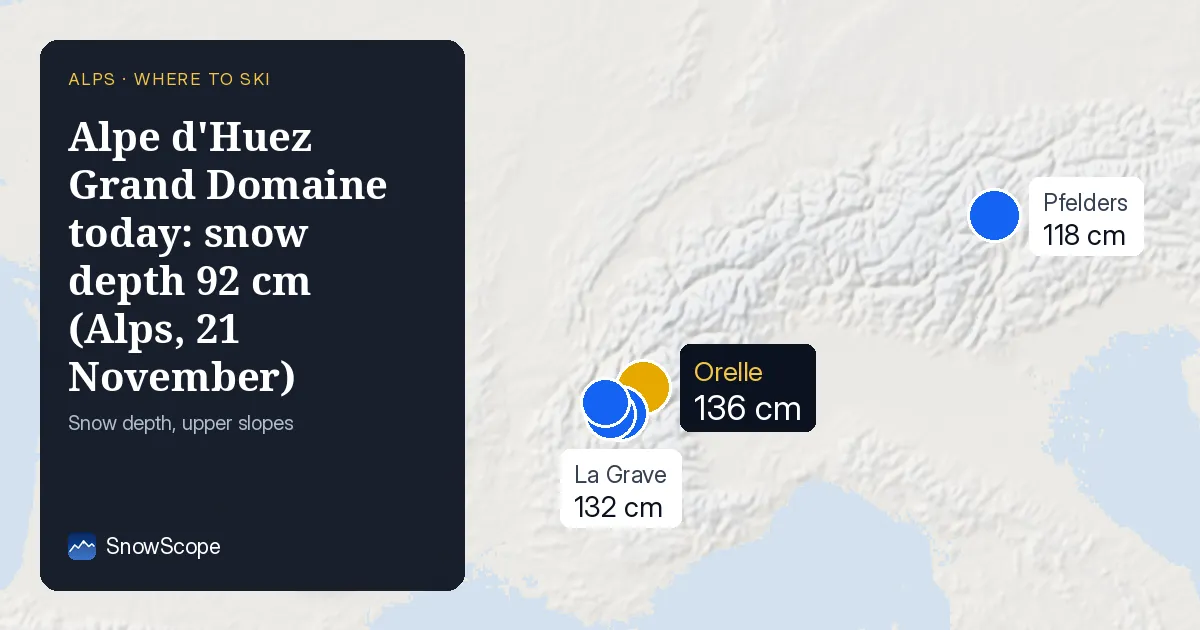 ALPS · WHERE TO SKI
Alpe d'Huez
Grand Domaine
today: snow
depth 92 cm
(Alps, 21
November)
Snow depth, upper slopes
SnowScope
Pfelders
118 cm
Orelle
136 cm
La Grave
132 cm